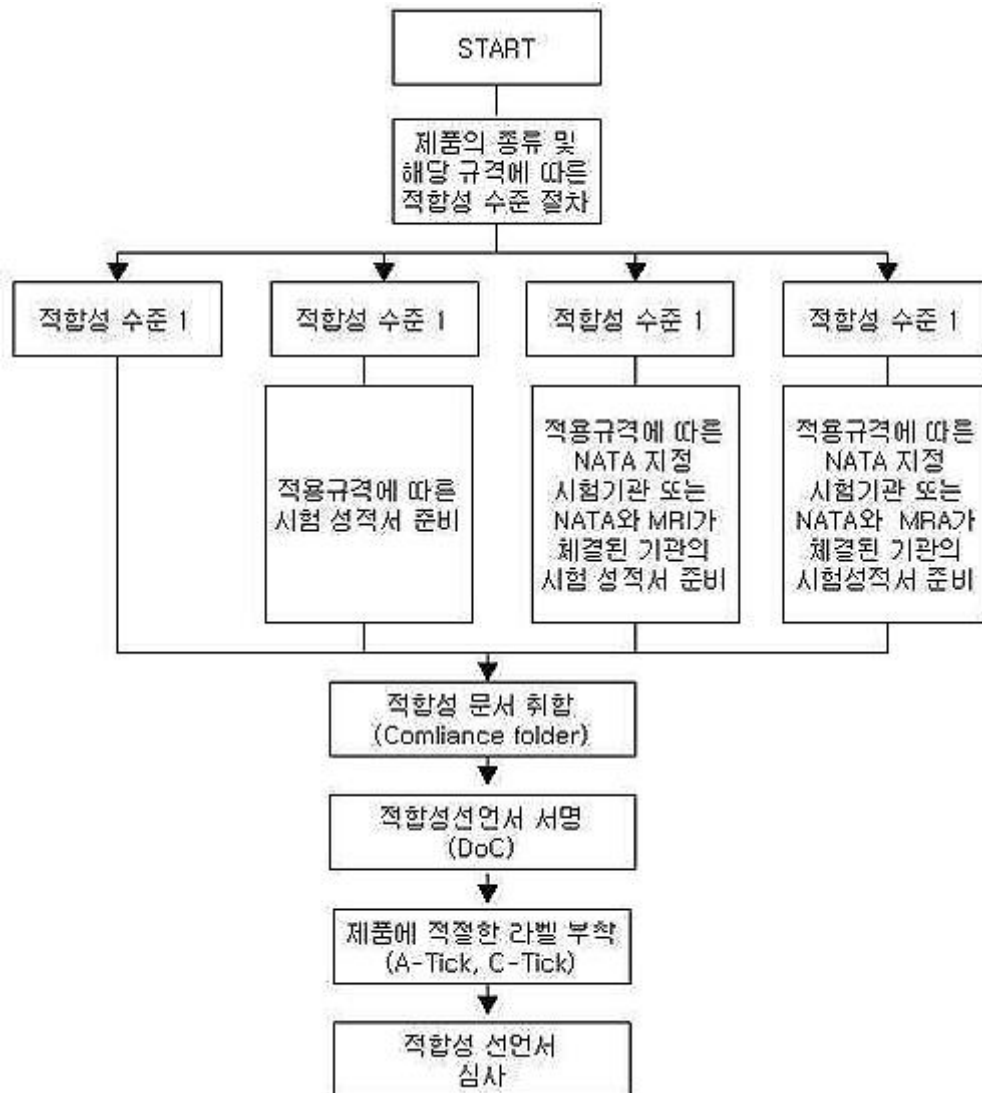 START
제품의 종류 및
해당 규격에 따른
적합성 수준 절차
적합성 수준 1
적합성 수준 1
적합성 수준 1
적합성 수준 1
적용규격에 따른
시험 성적서 준비
적용규격에 따른
NATA 지정
시험기관 또는
NATA와 MRI가
체결된 기관의
시험 성적서 준비
적용규격에 따른
NATA 지정
시험기관 또는
NATA와 MRA가
체결된 기관의
시험성적서 준비
적합성 문서 취합
(Comliance folder)
적합성선언서 서명
(DoC)
제품에 적절한 라벨 부착
(A-Tick, C-Tick)
적합성 선언서
심사